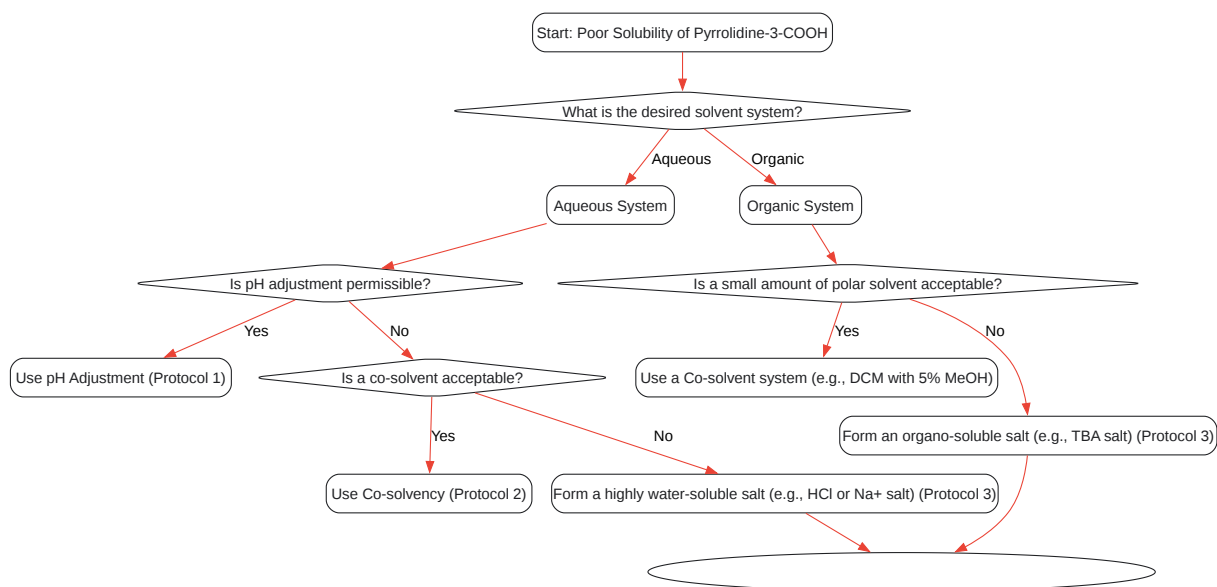 Start: Poor Solubility of Pyrrolidine-3-COOH
What is the desired solvent system?
Aqueous
Organic
Aqueous System
Organic System
Is pH adjustment permissible?
Is a small amount of polar solvent acceptable?
Yes
No
Yes
No
Use pH Adjustment (Protocol 1)
Is a co-solvent acceptable?
Use a Co-solvent system (e.g., DCM with 5% MeOH)
Yes
No
Form an organo-soluble salt (e.g., TBA salt) (Protocol 3)
Use Co-solvency (Protocol 2)
Form a highly water-soluble salt (e.g., HCl or Na+ salt) (Protocol 3)